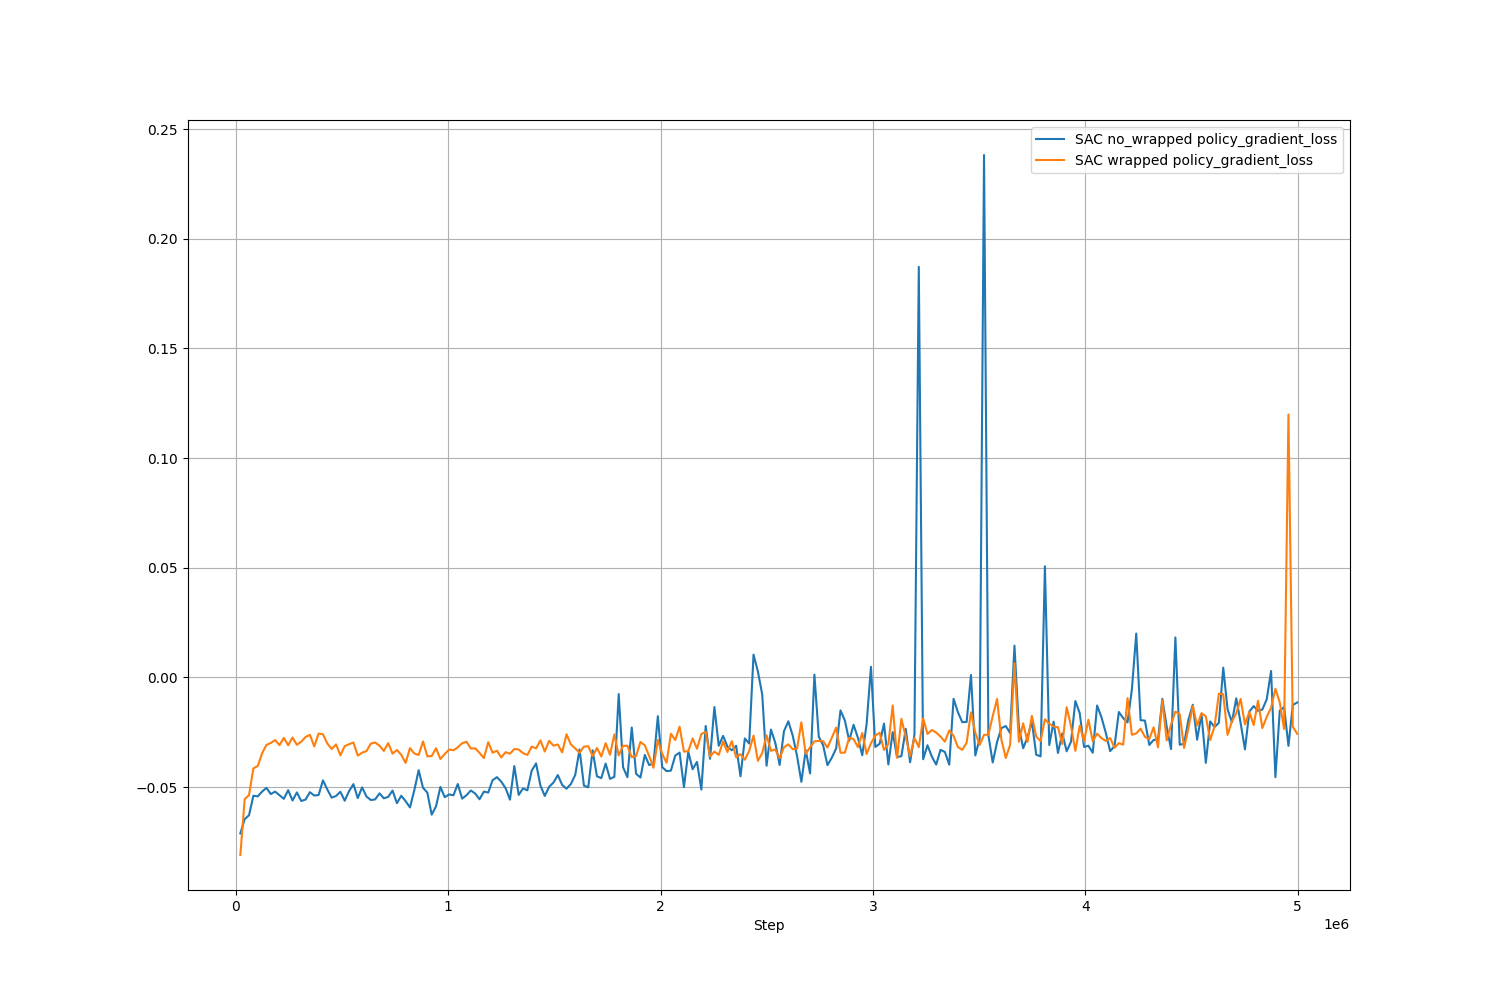 0.25
0.20
0.15
0.10
0.05
0.00
−0.05
SAC no_wrapped policy_gradient_loss
SAC wrapped policy_gradient_loss
0 1 2 3 4 5
Step
1e6